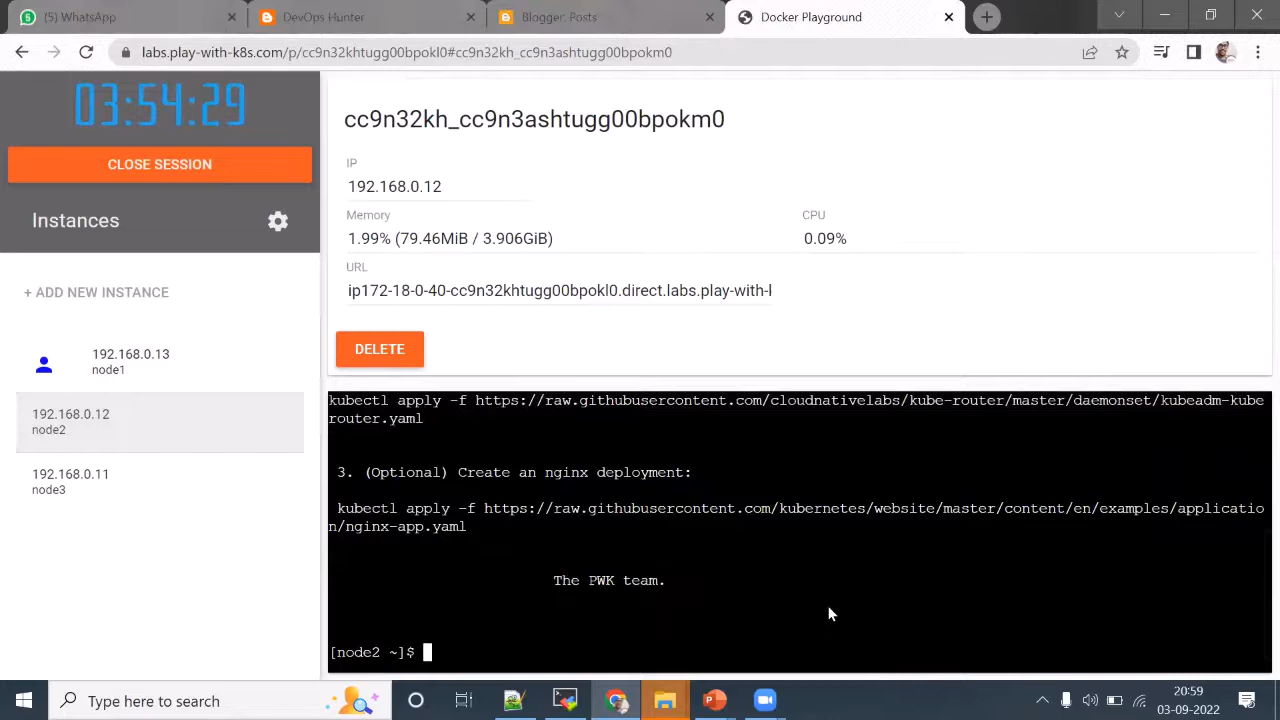 (5) WhatsApp
DevOps Hunter
Blogger: Posts
Docker Playground
labs.play-with-k8s.com/p/cc9n32khtugg00bpokl0#cc9n32kh_cc9n3ashtugg00bpokm0
03:54:29
CLOSE SESSION
Instances
+ ADD NEW INSTANCE
192.168.0.13
node1
192.168.0.12
node2
192.168.0.11
node3
cc9n32kh_cc9n3ashtugg00bpokm0
IP
192.168.0.12
Memory
CPU
1.99% (79.46MiB / 3.906GiB)
0.09%
URL
ip172-18-0-40-cc9n32khtugg00bpokl0.direct.labs.play-with-l
DELETE
kubectl apply -f https://raw.githubusercontent.com/cloudnativelabs/kube-router/master/daemonset/kubeadm-kube
router.yaml
3. (Optional) Create an nginx deployment:
kubectl apply -f https://raw.githubusercontent.com/kubernetes/website/master/content/en/examples/applicatio
n/nginx-app.yaml
The PWK team.
[node2 ~]$
Type here to search
20:59
03-09-2022